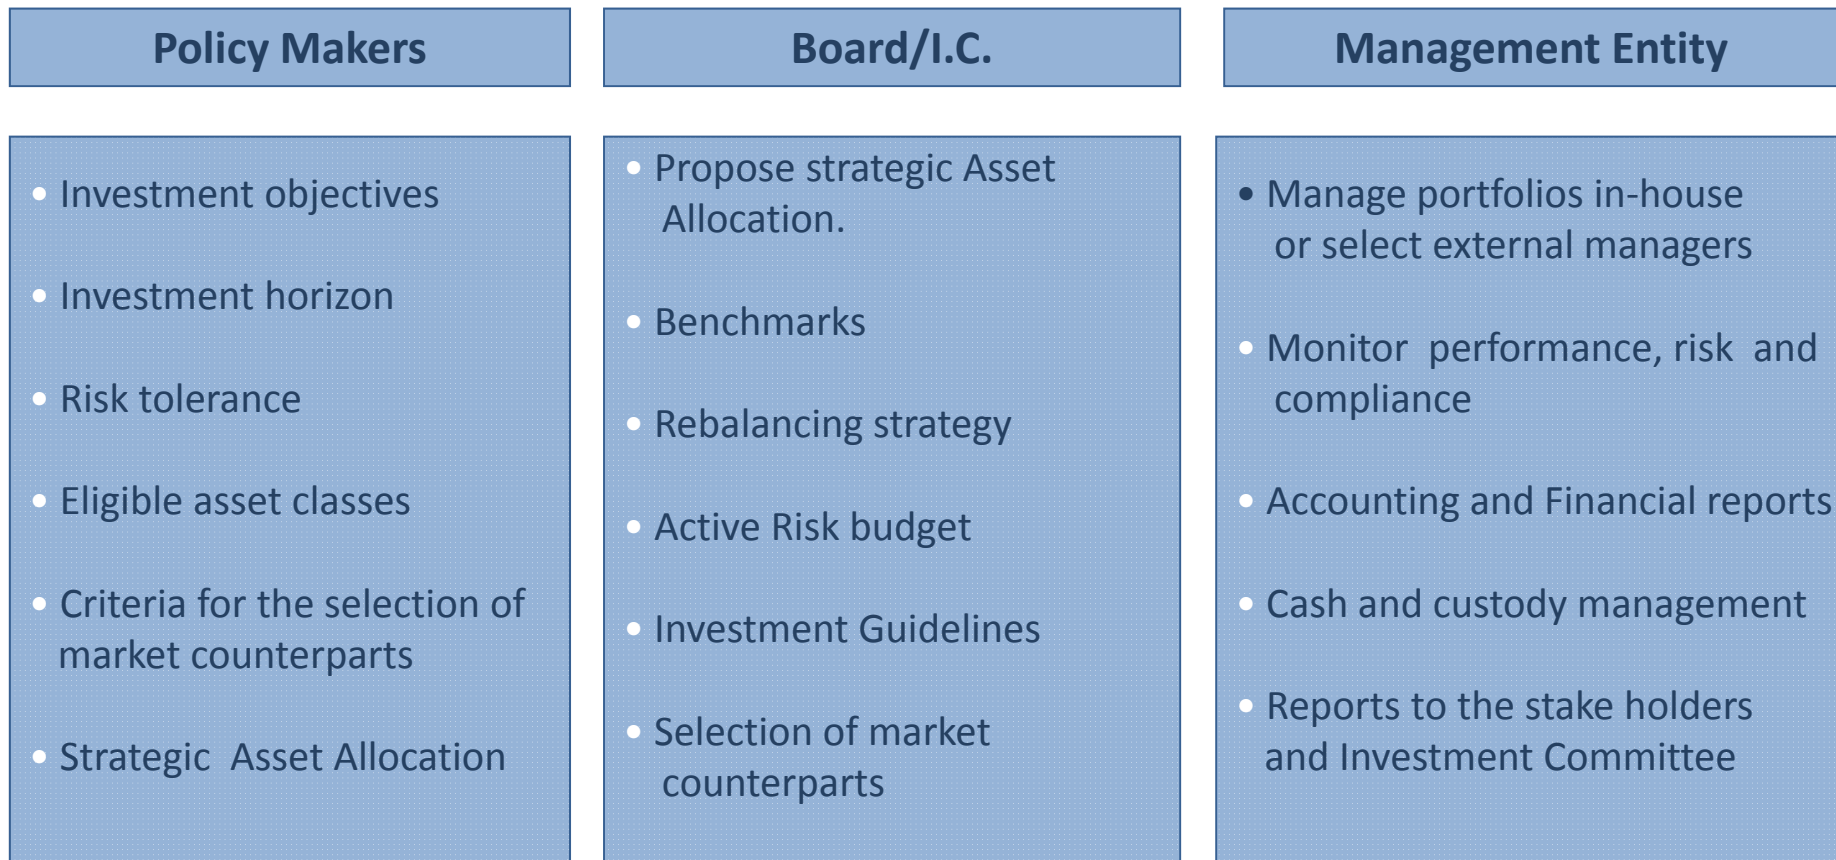 Policy Makers
• Investment objectives
• Investment horizon
• Risk tolerance
• Eligible asset classes
• Criteria for the selection of
market counterparts
• Strategic  Asset Allocation
Board/I.C.
• Propose strategic Asset
Allocation.
• Benchmarks
• Rebalancing strategy
• Active Risk budget
• Investment Guidelines
• Selection of market
counterparts
Management Entity
• Manage portfolios in-house
or select external managers
• Monitor  performance, risk  and
compliance
• Accounting and Financial reports
• Cash and custody management
• Reports to the stake holders
and Investment Committee